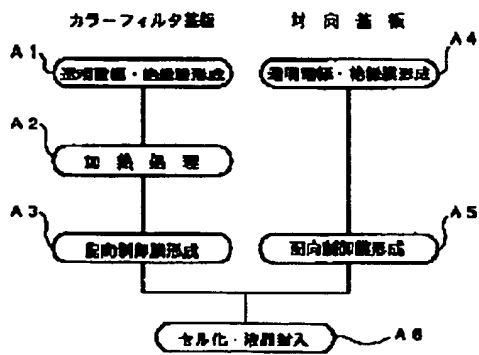 カラーフィルタ基板
対向基板
A1
透明電極・絶縁膜形成
A4
透明電極・絶縁膜形成
A2
加熱処理
A3
配向制御膜形成
A5
配向制御膜形成
セル化・液晶封入
A6